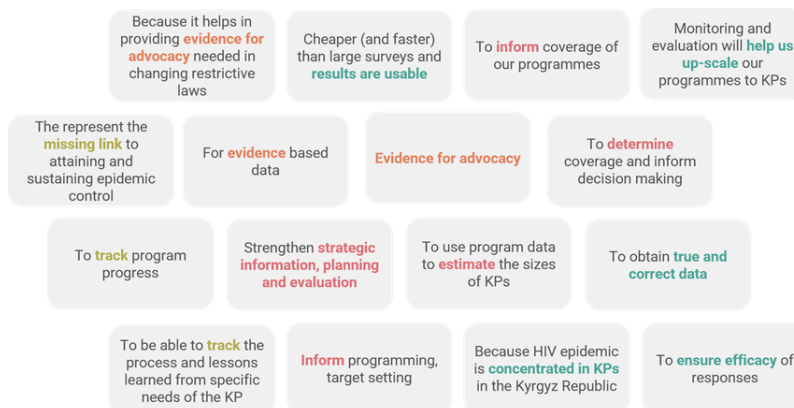 Because it helps in
providing evidence for
advocacy needed in
changing restrictive
laws
Cheaper (and faster)
than large surveys and
results are usable
To inform coverage of
our programmes
Monitoring and
evaluation will help us
up-scale our
programmes to KPs
The represent the
missing link to
attaining and
sustaining epidemic
control
For evidence based
data
Evidence for advocacy
To determine
coverage and inform
decision making
To track program
progress
Strengthen strategic
information, planning
and evaluation
To use program data
to estimate the sizes
of KPs
To obtain true and
correct data
To be able to track the
process and lessons
learned from specific
needs of the KP
Inform programming,
target setting
Because HIV epidemic
is concentrated in KPs
in the Kyrgyz Republic
To ensure efficacy of
responses